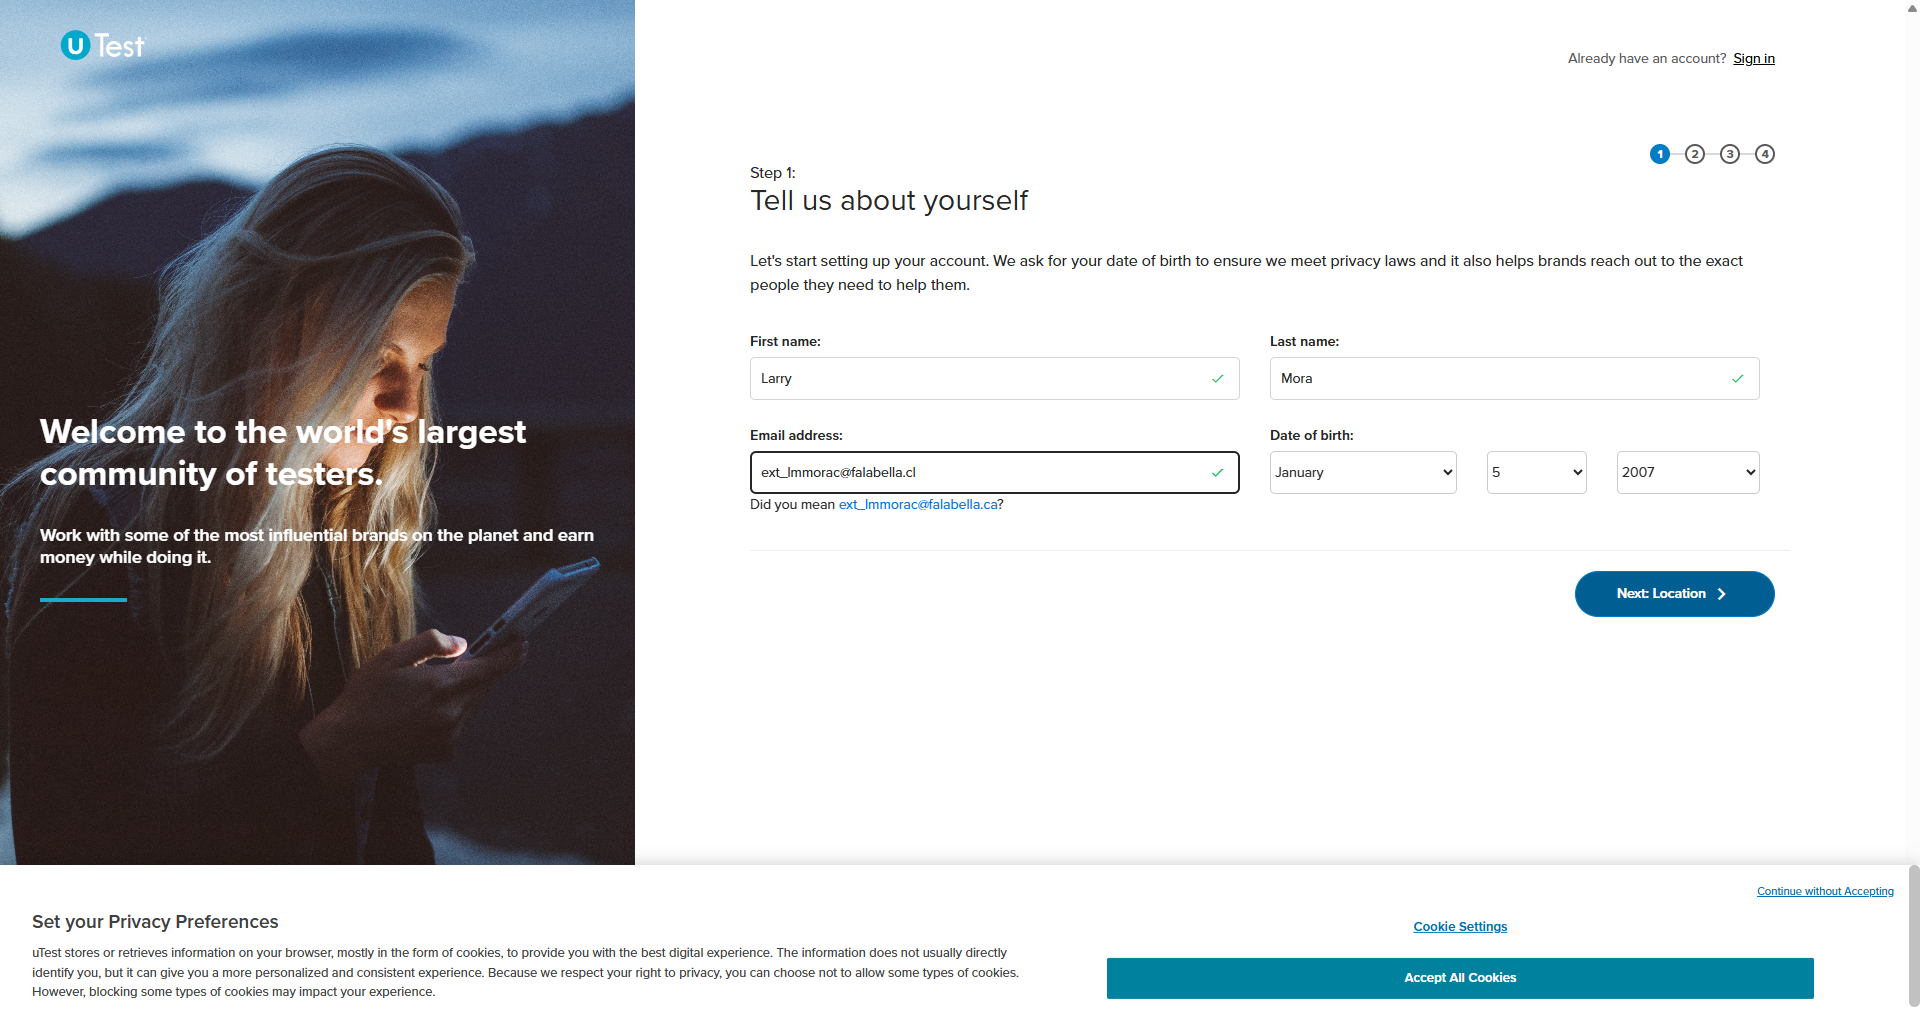 uTest
Already have an account? Sign in
1 2 3 4
Step 1:
Tell us about yourself
Let's start setting up your account. We ask for your date of birth to ensure we meet privacy laws and it also helps brands reach out to the exact
people they need to help them.
First name:
Last name:
Larry
Mora
Email address:
Date of birth:
ext_lmmorac@falabella.cl
January
5
2007
Did you mean ext_lmmorac@falabella.ca?
Next: Location
Welcome to the world's largest
community of testers.
Work with some of the most influential brands on the planet and earn
money while doing it.
Continue without Accepting
Set your Privacy Preferences
uTest stores or retrieves information on your browser, mostly in the form of cookies, to provide you with the best digital experience. The information does not usually directly
identify you, but it can give you a more personalized and consistent experience. Because we respect your right to privacy, you can choose not to allow some types of cookies.
However, blocking some types of cookies may impact your experience.
Cookie Settings
Accept All Cookies